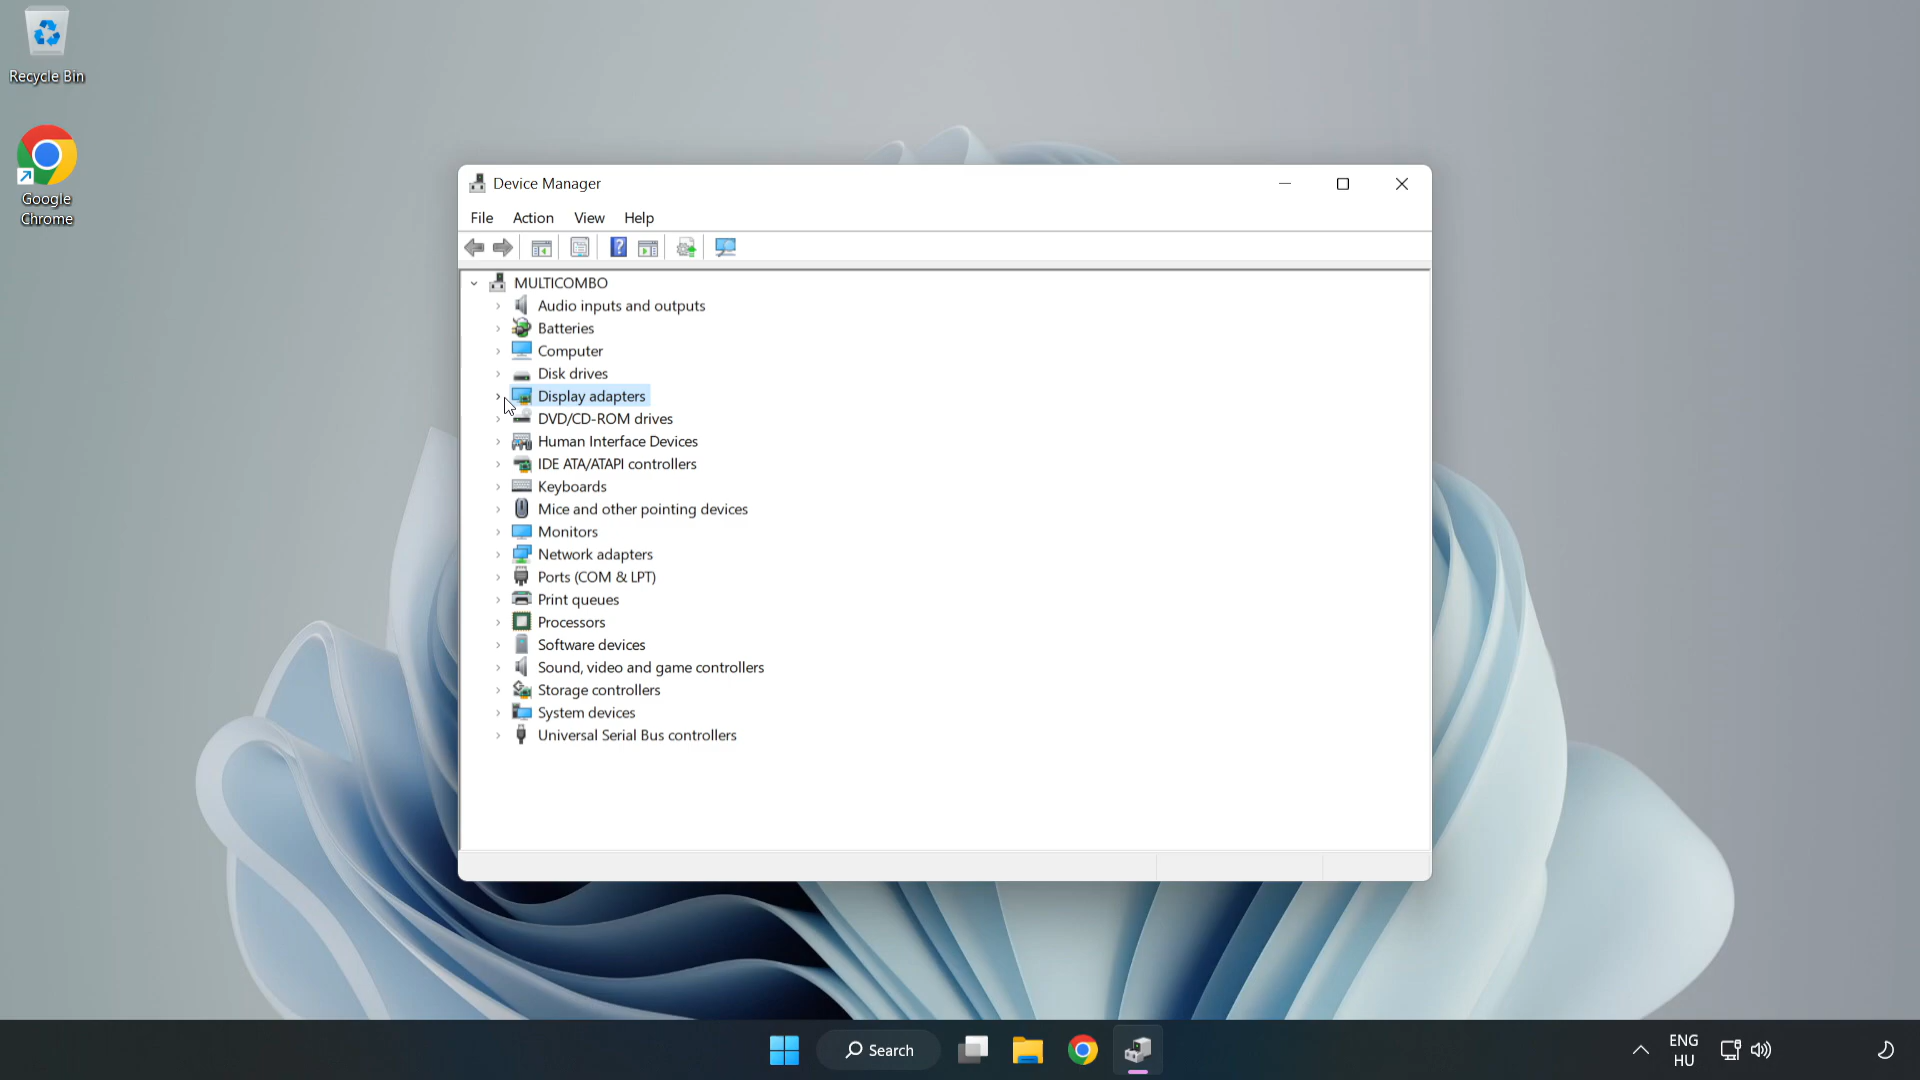 Recycle Bin
Google
Chrome
Device Manager
File Action View Help
MULTICOMBO
Audio inputs and outputs
Batteries
Computer
Disk drives
Display adapters
DVD/CD-ROM drives
Human Interface Devices
IDE ATA/ATAPI controllers
Keyboards
Mice and other pointing devices
Monitors
Network adapters
Ports (COM & LPT)
Print queues
Processors
Software devices
Sound, video and game controllers
Storage controllers
System devices
Universal Serial Bus controllers
Search
ENG
HU